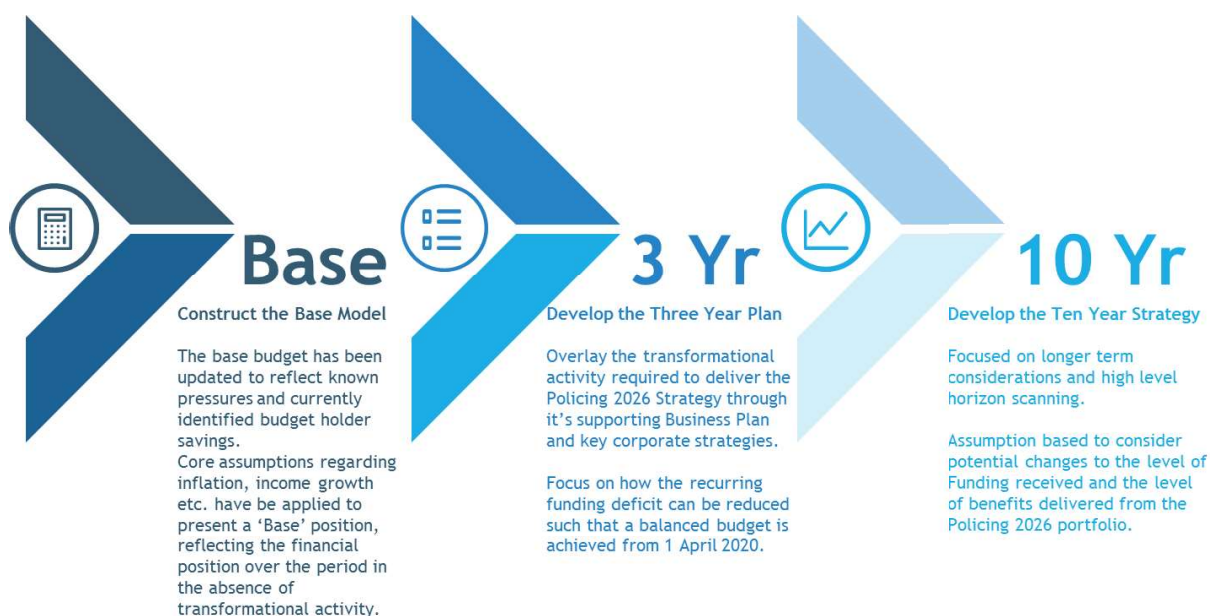 Base
Construct the Base Model
The base budget has been
updated to reflect known
pressures and currently
identified budget holder
savings.
Core assumptions regarding
inflation, income growth
etc. have be applied to
present a ‘Base’ position,
reflecting the financial
position over the period in
the absence of
transformational activity.
3 Yr
Develop the Three Year Plan
Overlay the transformational
activity required to deliver the
Policing 2026 Strategy through
it’s supporting Business Plan
and key corporate strategies.
Focus on how the recurring
funding deficit can be reduced
such that a balanced budget is
achieved from 1 April 2020.
10 Yr
Develop the Ten Year Strategy
Focused on longer term
considerations and high level
horizon scanning.
Assumption based to consider
potential changes to the level of
Funding received and the level
of benefits delivered from the
Policing 2026 portfolio.